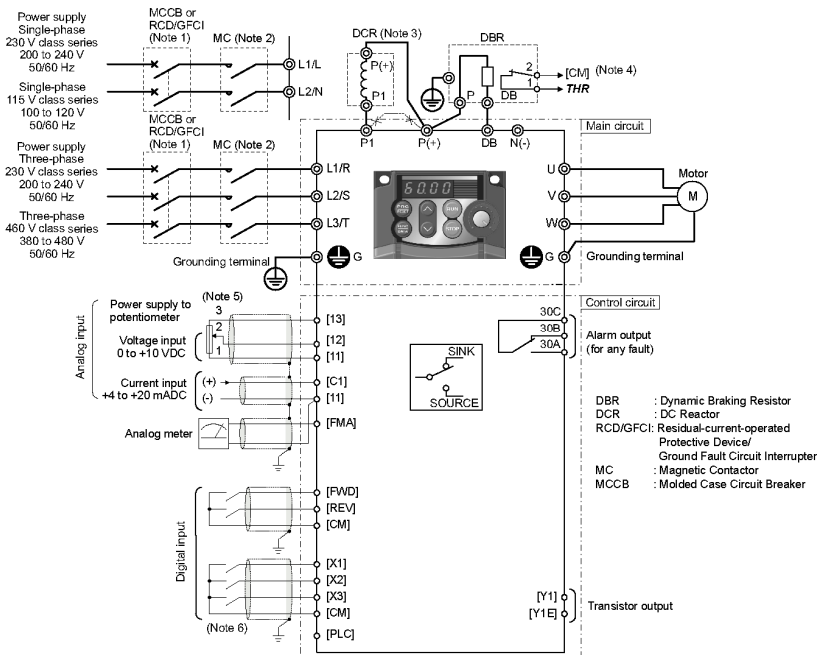 Power supply
Single-phase
230 V class series
200 to 240 V
50/60 Hz
Single-phase
115 V class series
100 to 120 V
50/60 Hz
MCCB or
RCD/GFCI
(Note 1)
MC (Note 2)
L1/L
L2/N
DCR (Note 3)
P(+)
P1
DBR
2
1
P
DB
[CM] (Note 4)
THR
P1
P(+)
DB
N(-)
Main circuit
Power supply
Three-phase
230 V class series
200 to 240 V
50/60 Hz
Three-phase
460 V class series
380 to 480 V
50/60 Hz
MCCB or
RCD/GFCI
(Note 1)
MC (Note 2)
L1/R
L2/S
L3/T
G
Grounding terminal
60.00
RUN
STOP
U
V
W
G
Motor
M
Grounding terminal
Control circuit
Analog input
Power supply to
potentiometer
(Note 5)
3
2
1
Voltage input
0 to +10 VDC
Current input
+4 to +20 mADC
(+)
(-)
Analog meter
[13]
[12]
[11]
[C1]
[11]
[FMA]
SINK
SOURCE
30C
30B
30A
Alarm output
(for any fault)
DBR : Dynamic Braking Resistor
DCR : DC Reactor
RCD/GFCI: Residual-current-operated
Protective Device/
Ground Fault Circuit Interrupter
MC : Magnetic Contactor
MCCB : Molded Case Circuit Breaker
Digital input
[FWD]
[REV]
[CM]
[X1]
[X2]
[X3]
[CM]
(Note 6)
[PLC]
[Y1]
[Y1E]
Transistor output